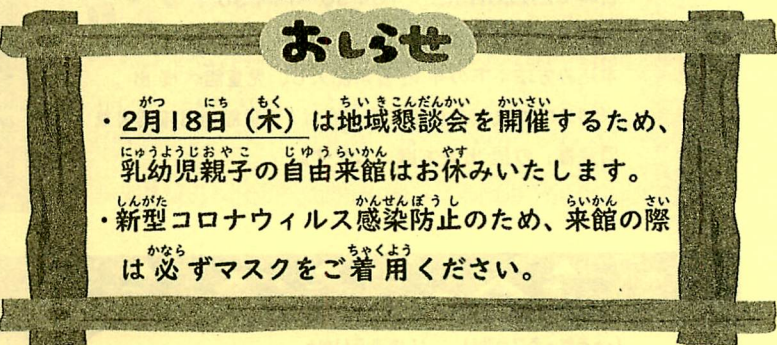 おしらせ
・2月18日（木）は地域懇談会を開催するため、
乳幼児親子の自由来館はお休みいたします。
・新型コロナウィルス感染防止のため、来館の際
は必ずマスクをご着用ください。